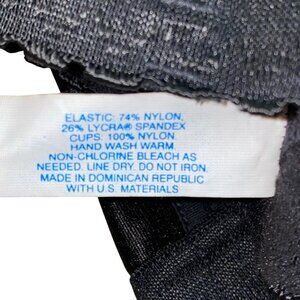 ELASTIC: 74% NYLON,
26% LYCRA® SPANDEX
CUPS: 100% NYLON.
HAND WASH WARM.
NON-CHLORINE BLEACH AS
NEEDED. LINE DRY. DO NOT IRON.
MADE IN DOMINICAN REPUBLIC
WITH U.S. MATERIALS